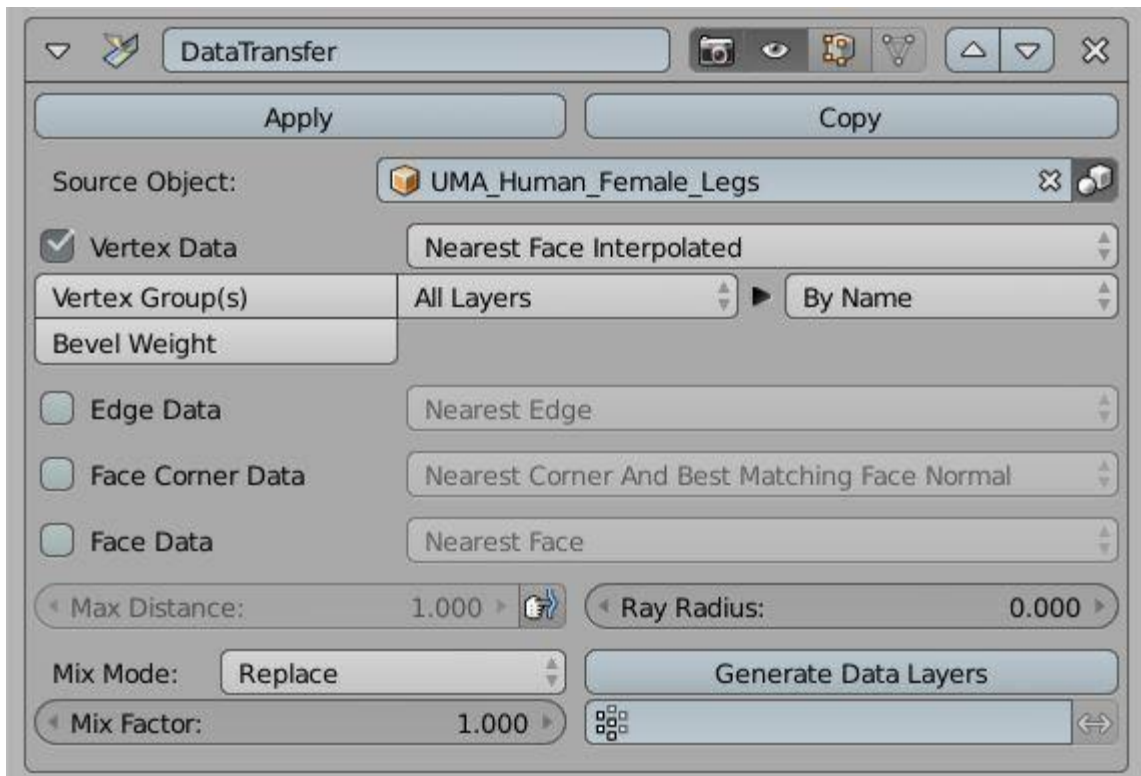 DataTransfer
Apply Copy
Source Object: UMA_Human_Female_Legs
Vertex Data Nearest Face Interpolated
Vertex Group(s) All Layers By Name
Bevel Weight
Edge Data Nearest Edge
Face Corner Data Nearest Corner And Best Matching Face Normal
Face Data Nearest Face
Max Distance: 1.000 Ray Radius: 0.000
Mix Mode: Replace Generate Data Layers
Mix Factor: 1.000